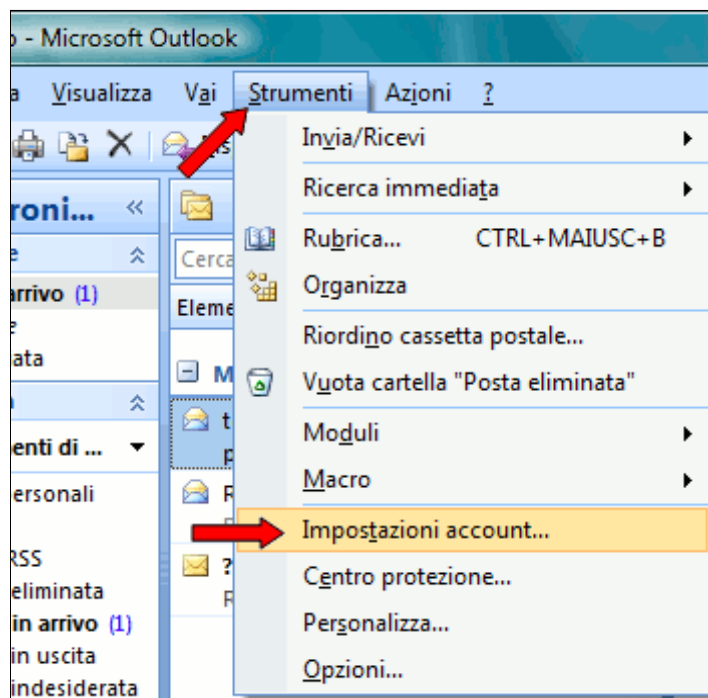 - Microsoft Outlook
a Visualizza Vai Strumenti Azioni ?
Invia/Ricevi
Ricerca immediata
Rubrica... CTRL+MAIUSC+B
Organizza
Riordino cassetta postale...
Vuota cartella "Posta eliminata"
Moduli
Macro
Impostazioni account...
Centro protezione...
Personalizza...
Opzioni...
roni... «
e
arrivo (1)
e
ata
enti di ...
ersonali
RSS
eliminata
in arrivo (1)
in uscita
indesiderata
Cerca
Eleme
M
t
p
R
?
R